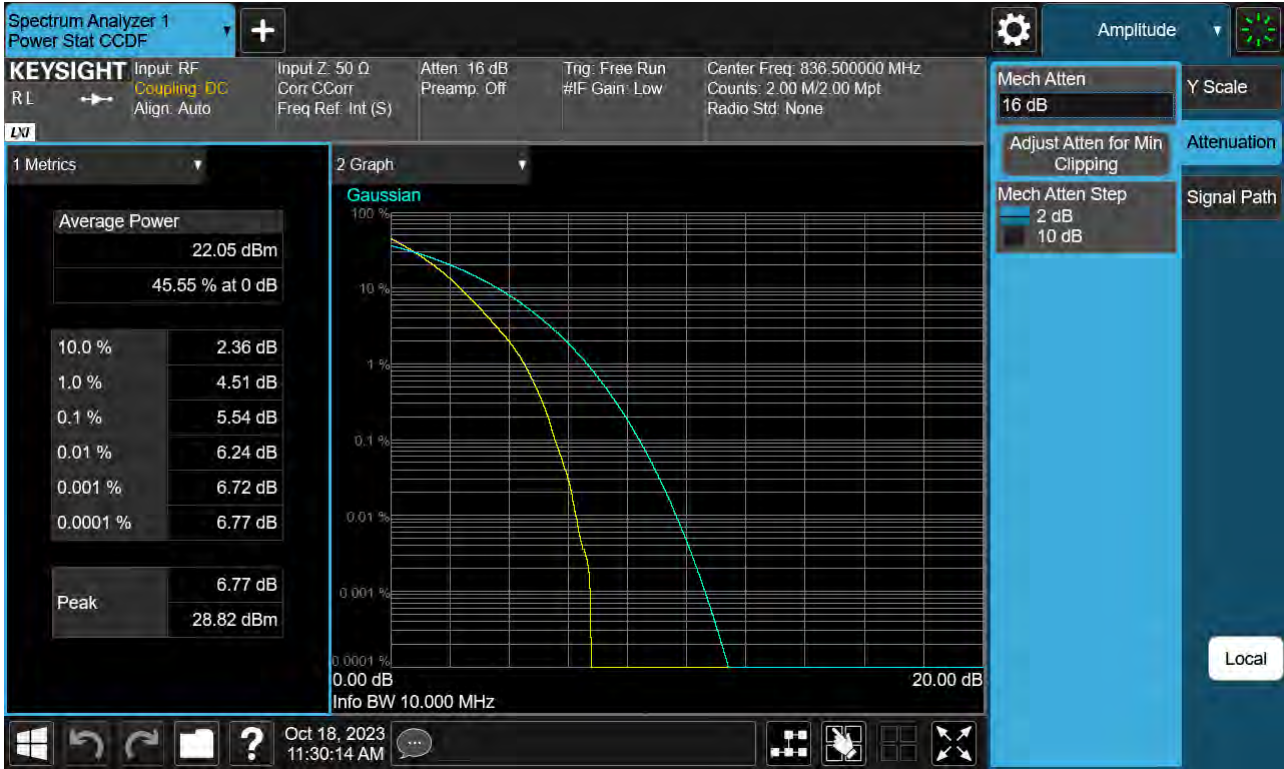 Spectrum Analyzer 1
Power Stat CCDF
Amplitude
KEYSIGHT
R L
LXI
Input: RF
Coupling: DC
Align: Auto
Input Z: 50 Ω
Corr CCorr
Freq Ref: Int (S)
Atten: 16 dB
Preamp: Off
Trig: Free Run
#IF Gain: Low
Center Freq: 836.500000 MHz
Counts: 2.00 M/2.00 Mpt
Radio Std: None
Mech Atten
16 dB
Adjust Atten for Min
Clipping
Mech Atten Step
2 dB
10 dB
Y Scale
Attenuation
Signal Path
1 Metrics
Average Power
22.05 dBm
45.55 % at 0 dB
10.0 % 2.36 dB
1.0 % 4.51 dB
0.1 % 5.54 dB
0.01 % 6.24 dB
0.001 % 6.72 dB
0.0001 % 6.77 dB
Peak
6.77 dB
28.82 dBm
2 Graph
Gaussian
100 %
10 %
1 %
0.1 %
0.01 %
0.001 %
0.0001 %
0.00 dB 20.00 dB
Info BW 10.000 MHz
Local
?
Oct 18, 2023
11:30:14 AM